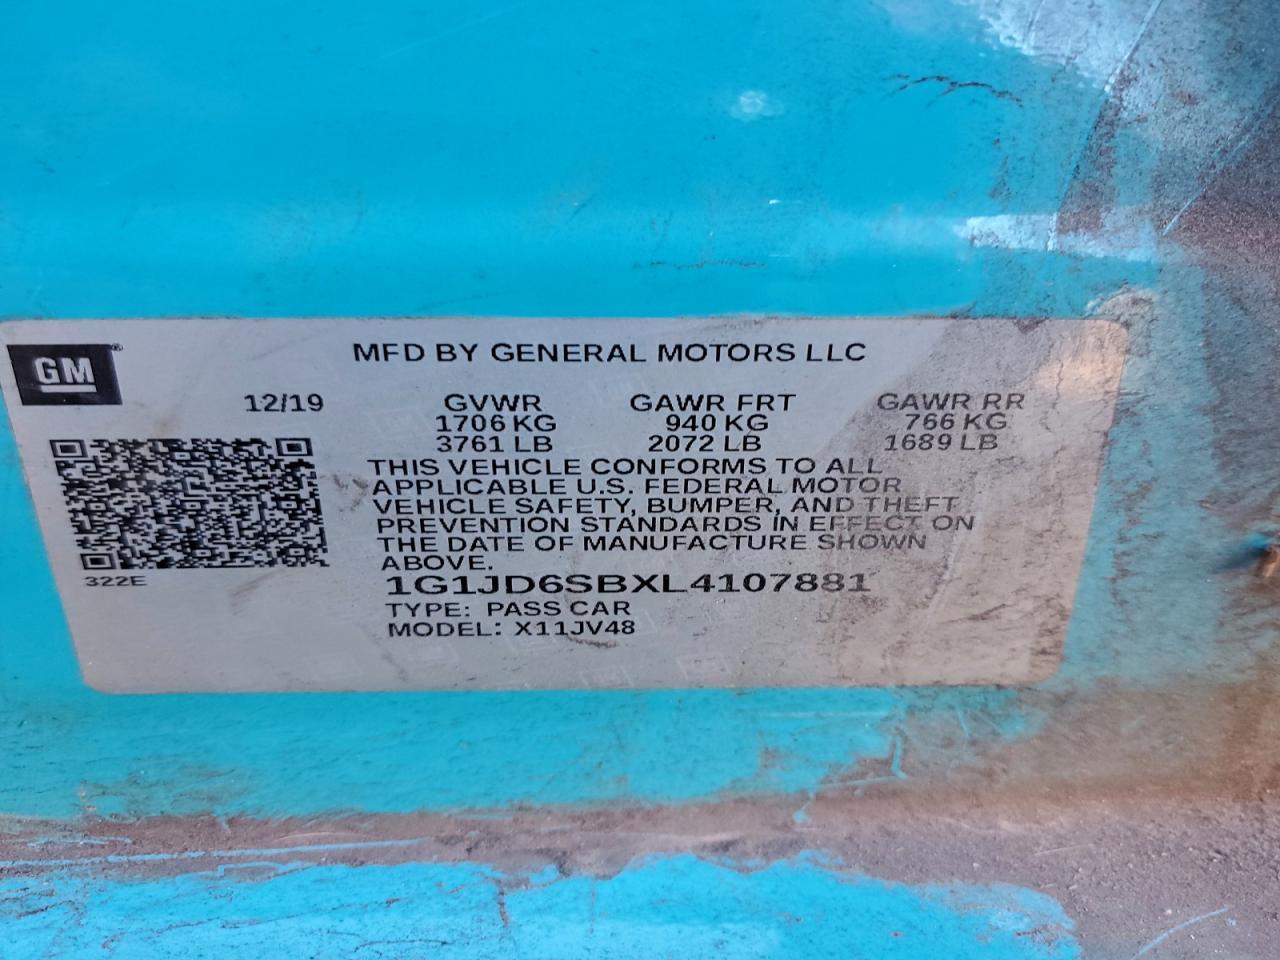 GM
MFD BY GENERAL MOTORS LLC
12/19 GVWR GAWR FRT GAWR RR
1706 KG 940 KG 766 KG
3761 LB 2072 LB 1689 LB
THIS VEHICLE CONFORMS TO ALL
APPLICABLE U.S. FEDERAL MOTOR
VEHICLE SAFETY, BUMPER, AND THEFT
PREVENTION STANDARDS IN EFFECT ON
THE DATE OF MANUFACTURE SHOWN
ABOVE.
322E
1G1JD6SBXL4107881
TYPE: PASS CAR
MODEL: X11JV48